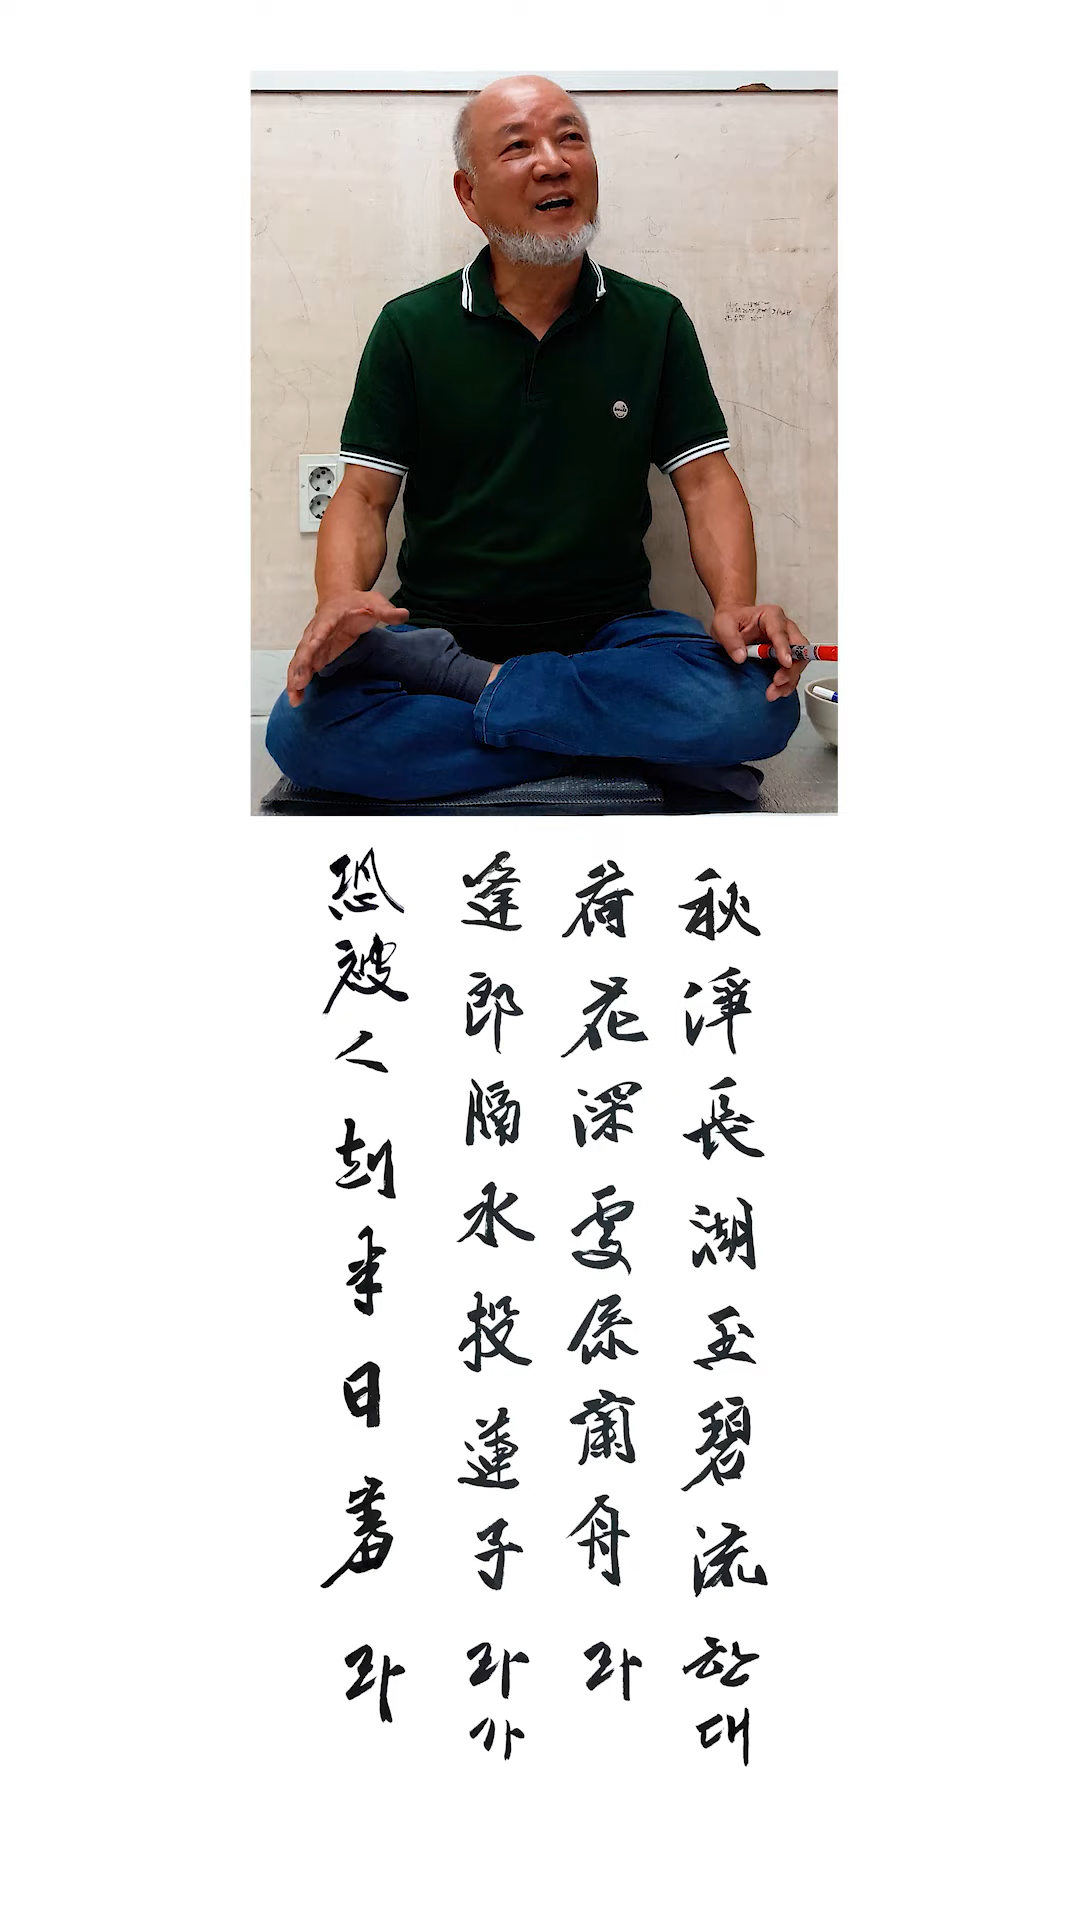 秋淨長湖玉碧流한대
荷花深處係蘭舟라
逢郎隔水投蓮子라가
恐被人知半日羞라